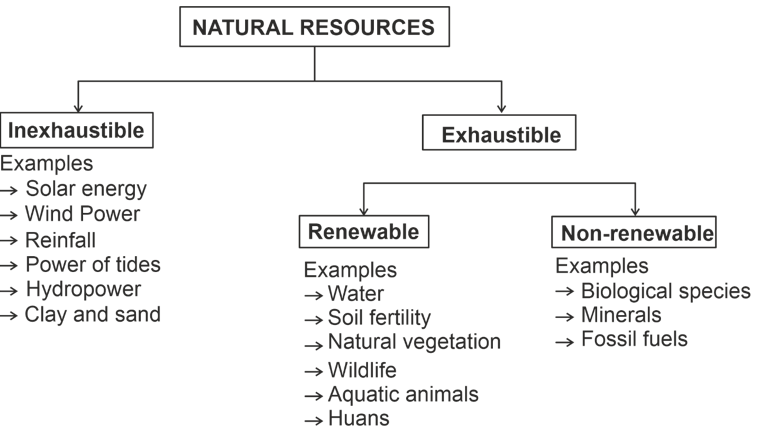 NATURAL RESOURCES
Inexhaustible
Examples
→ Solar energy
→ Wind Power
→ Reinfall
→ Power of tides
→ Hydropower
→ Clay and sand
Exhaustible
Renewable
Examples
→ Water
→ Soil fertility
→ Natural vegetation
→ Wildlife
→ Aquatic animals
→ Huans
Non-renewable
Examples
→ Biological species
→ Minerals
→ Fossil fuels